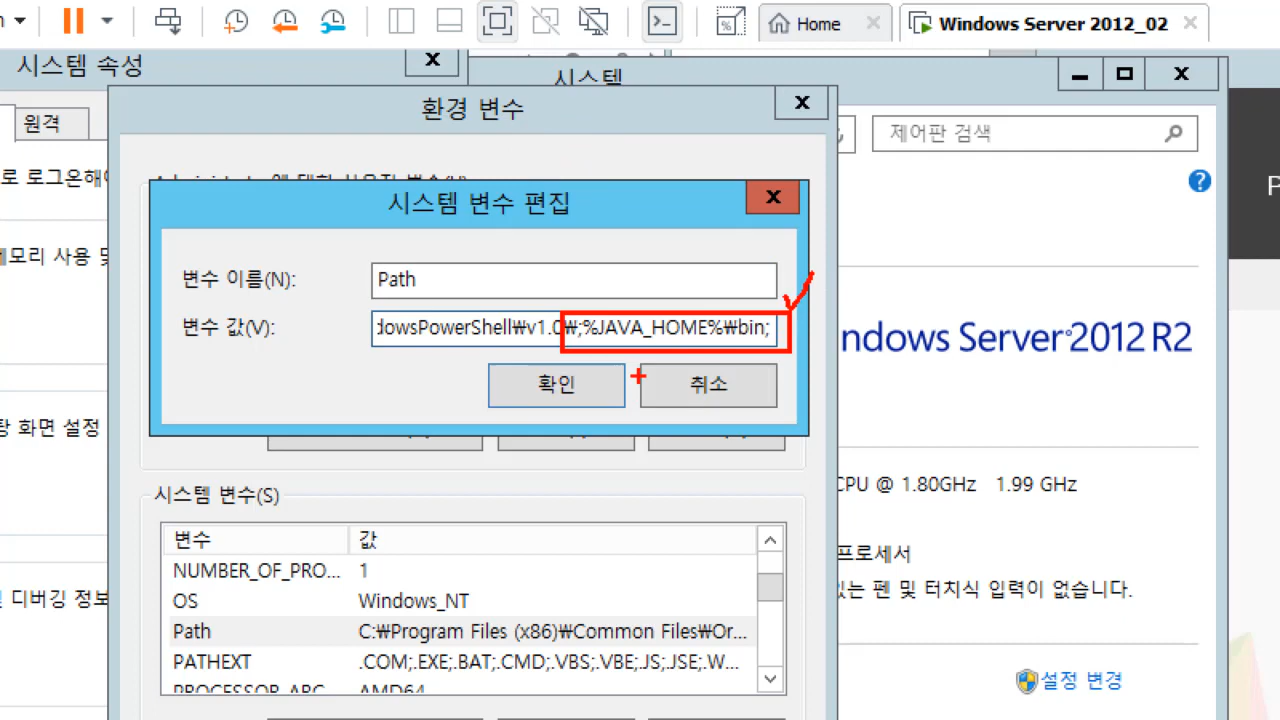 Home
Windows Server 2012_02
시스템 속성
시스템
환경 변수
원격
제어판 검색
로 로그온해야
시스템 변수 편집
변수 이름(N):
Path
변수 값(V):
dowsPowerShell₩v1.0₩;%JAVA_HOME%₩bin;
확인
취소
ndows Server 2012 R2
메모리 사용 및
탕 화면 설정
시스템 변수(S)
CPU @ 1.80GHz 1.99 GHz
변수
값
NUMBER_OF_PRO...
1
프로세서
OS
Windows_NT
있는 펜 및 터치식 입력이 없습니다.
디버깅 정보
Path
C:₩Program Files (x86)₩Common Files₩Or...
PATHEXT
.COM;.EXE;.BAT;.CMD;.VBS;.VBE;.JS;.JSE;.W...
PROCESSOR_ARC
AMD64
설정 변경